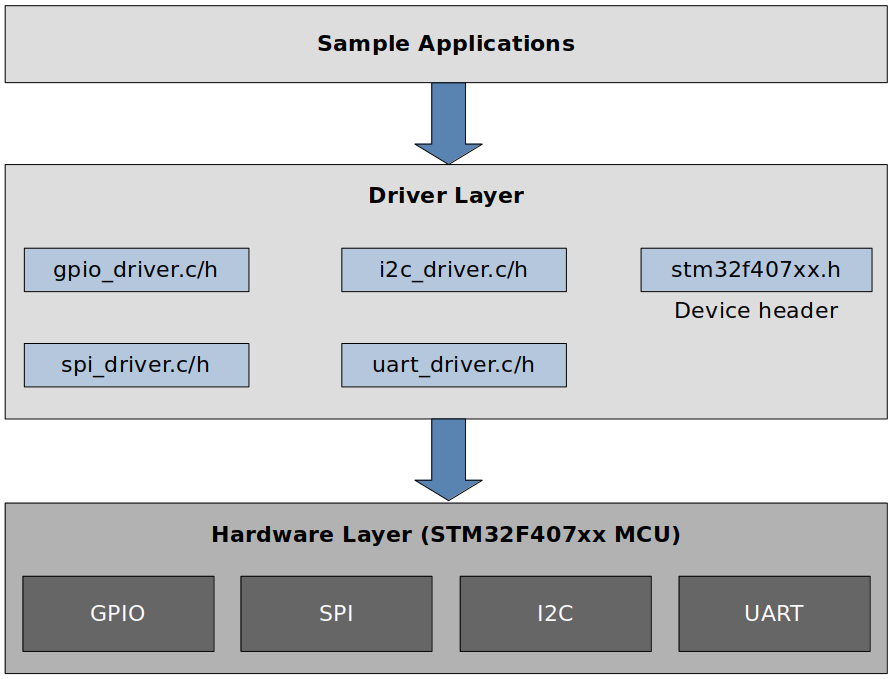 Sample Applications
Driver Layer
gpio_driver.c/h
i2c_driver.c/h
stm32f407xx.h
Device header
spi_driver.c/h
uart_driver.c/h
Hardware Layer (STM32F407xx MCU)
GPIO
SPI
I2C
UART